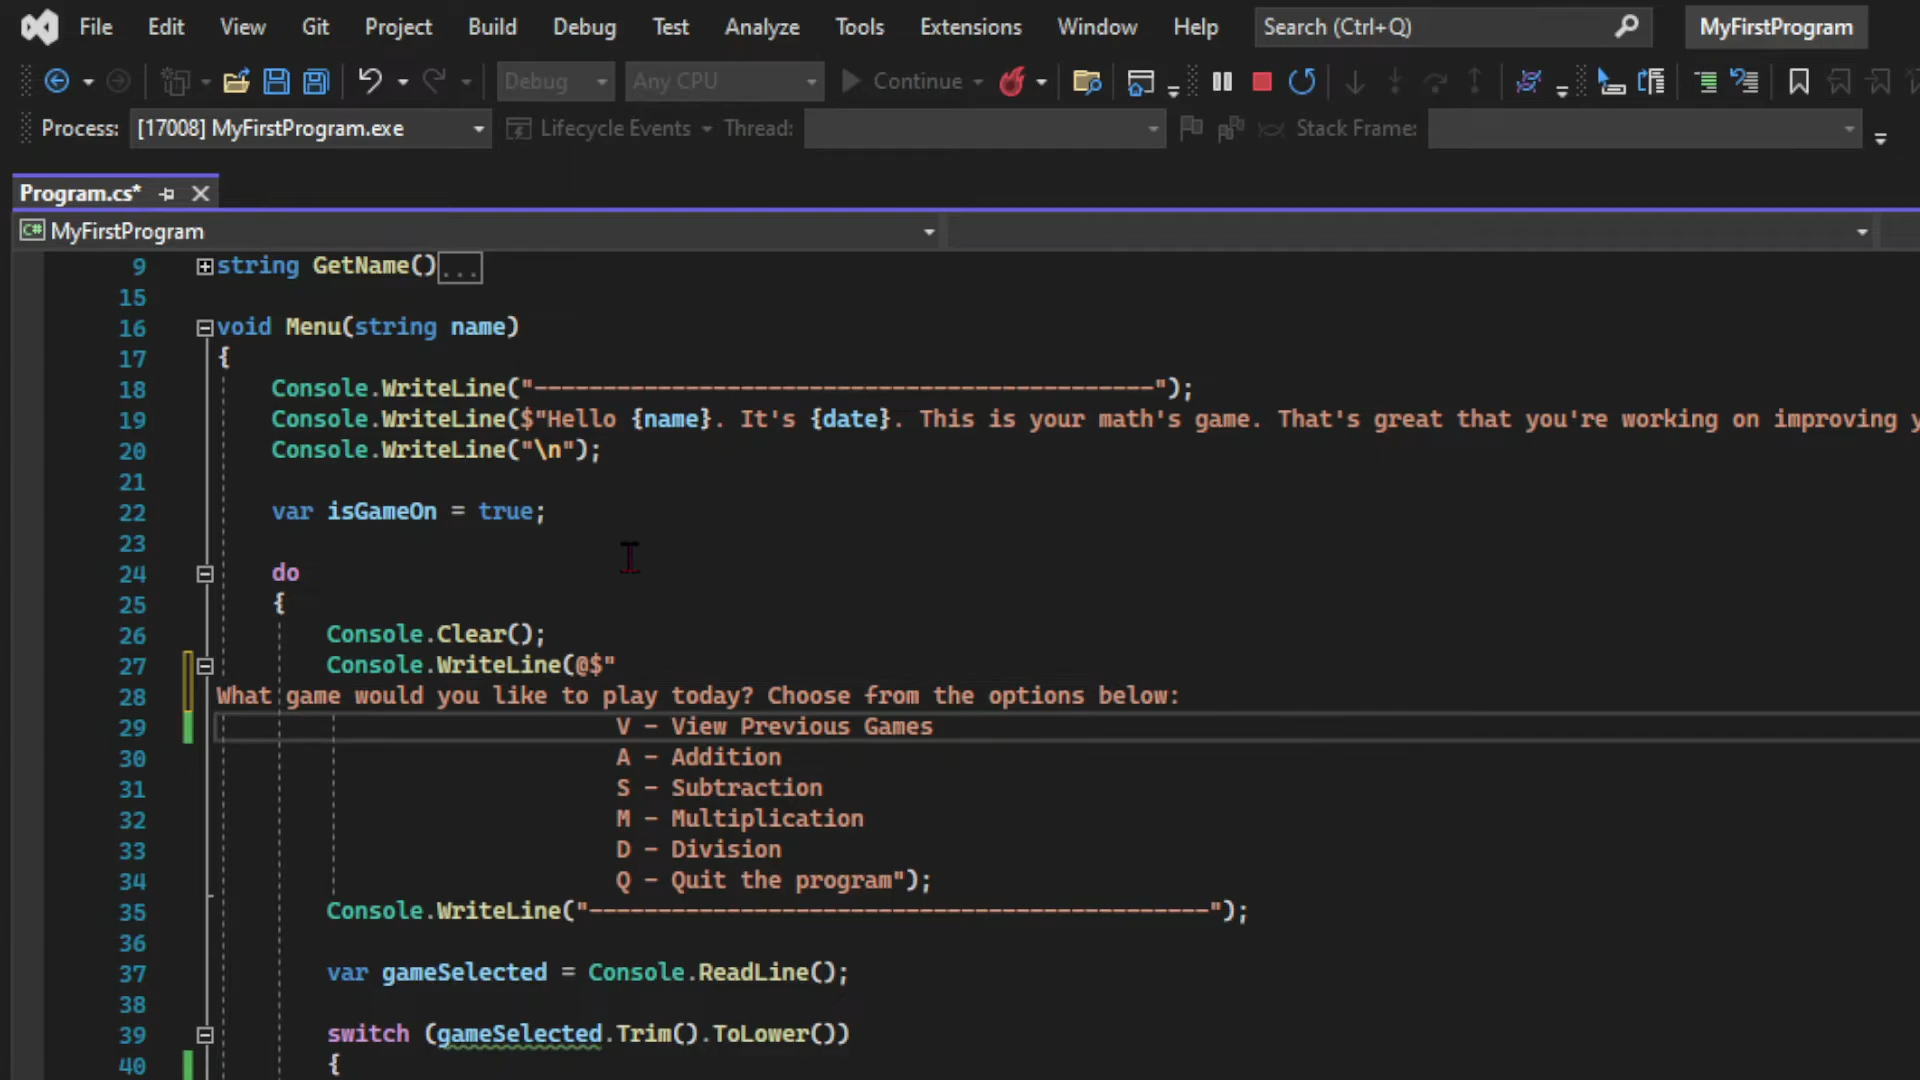 File Edit View Git Project Build Debug Test Analyze Tools Extensions Window Help Search (Ctrl+Q) MyFirstProgram
Debug Any CPU Continue
Process: [17008] MyFirstProgram.exe Lifecycle Events Thread: Stack Frame:
Program.cs*
C# MyFirstProgram
9 string GetName()...
15
16 void Menu(string name)
17 {
18 Console.WriteLine("---------------------------------------------");
19 Console.WriteLine($"Hello {name}. It's {date}. This is your math's game. That's great that you're working on improving y
20 Console.WriteLine("\n");
21
22 var isGameOn = true;
23
24 do
25 {
26 Console.Clear();
27 Console.WriteLine(@$"
28 What game would you like to play today? Choose from the options below:
29 V - View Previous Games
30 A - Addition
31 S - Subtraction
32 M - Multiplication
33 D - Division
34 Q - Quit the program");
35 Console.WriteLine("---------------------------------------------");
36
37 var gameSelected = Console.ReadLine();
38
39 switch (gameSelected.Trim().ToLower())
40 {